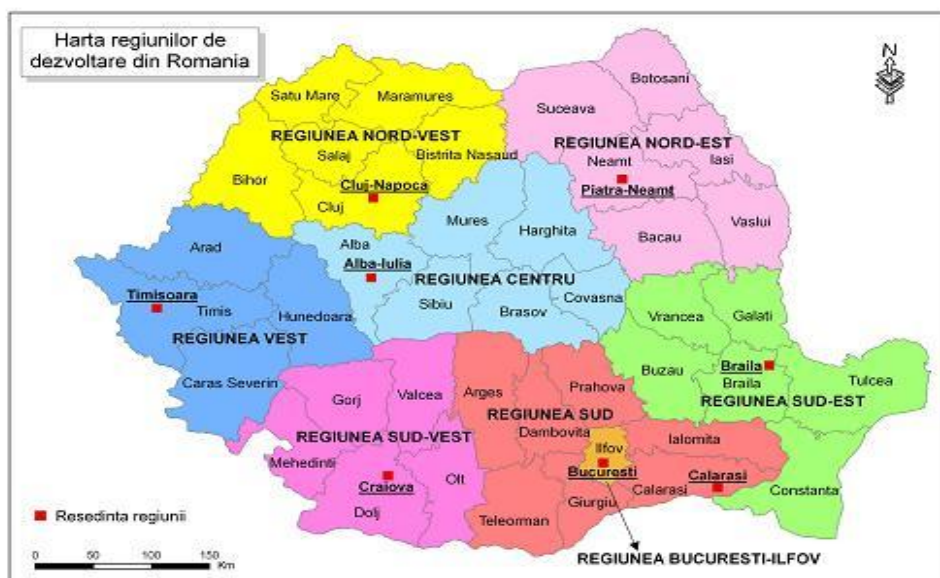 Harta regiunilor de
dezvoltare din Romania
N
Botosani
Satu Mare
Maramures
Suceava
REGIUNEA NORD-VEST
REGIUNEA NORD-EST
Salaj
Bistrita Nasaud
Neamt
Iasi
Bihor
Cluj-Napoca
Piatra-Neamt
Cluj
Mures
Vaslui
Harghita
Arad
Alba
Bacau
Alba-Iulia
REGIUNEA CENTRU
Timisoara
Covasna
Timis
Hunedoara
Sibiu
Brasov
Vrancea
Galati
REGIUNEA VEST
Braila
Buzau
Braila
Tulcea
Caras Severin
Gorj
Valcea
Arges
Prahova
REGIUNEA SUD-EST
REGIUNEA SUD
REGIUNEA SUD-VEST
Dambovita
Ialomita
Ilfov
Mehedinti
Bucuresti
Calarasi
Olt
Craiova
Calarasi
Constanta
Giurgiu
Dolj
Teleorman
Resedinta regiunii
REGIUNEA BUCURESTI-ILFOV
0 50 100 150
Km